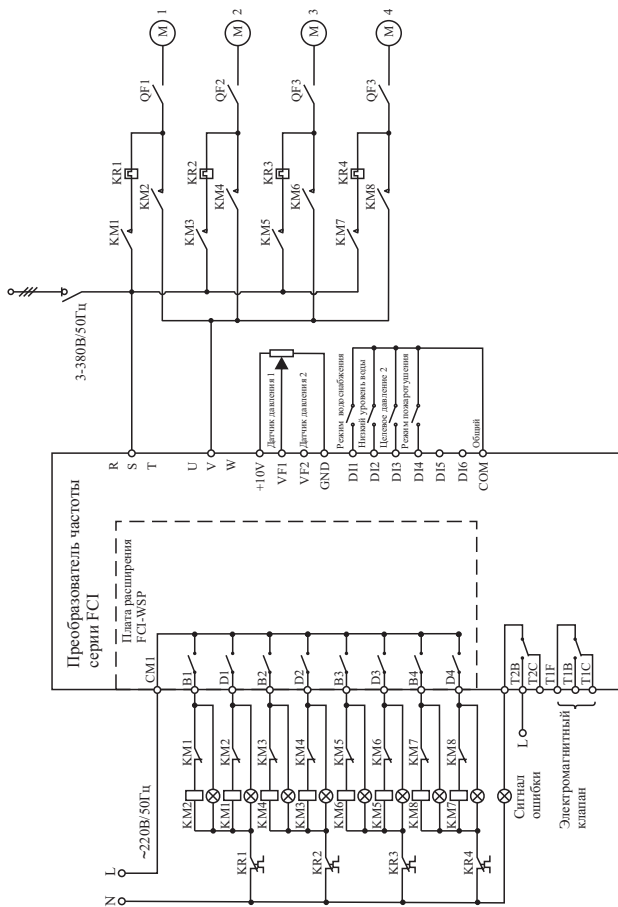 1
2
3
4
M
M
M
M
QF1
QF2
QF3
QF3
KR1
KR2
KR3
KR4
KM1
KM2
KM3
KM4
KM5
KM6
KM7
KM8
3-380В/50Гц
Датчик давления 1
Датчик давления 2
Режим водоснабжения
Низкий уровень воды
Целевое давление 2
Режим пожаротушения
Общий
R
S
T
U
V
W
+10V
VF1
VF2
GND
DI1
DI2
DI3
DI4
DI5
DI6
COM
Преобразователь частоты
серии FCI
Плата расширения
FCI-WSP
CM1
B1
D1
B2
D2
B3
D3
B4
D4
T2B
T2C
T1F
T1B
T1C
~220В/50Гц
KM1
KM2
KM3
KM4
KM5
KM6
KM7
KM8
KM2
KM1
KM4
KM3
KM6
KM5
KM8
KM7
KR1
KR2
KR3
KR4
L
N
L
Сигнал
ошибки
Электромагнитный
клапан